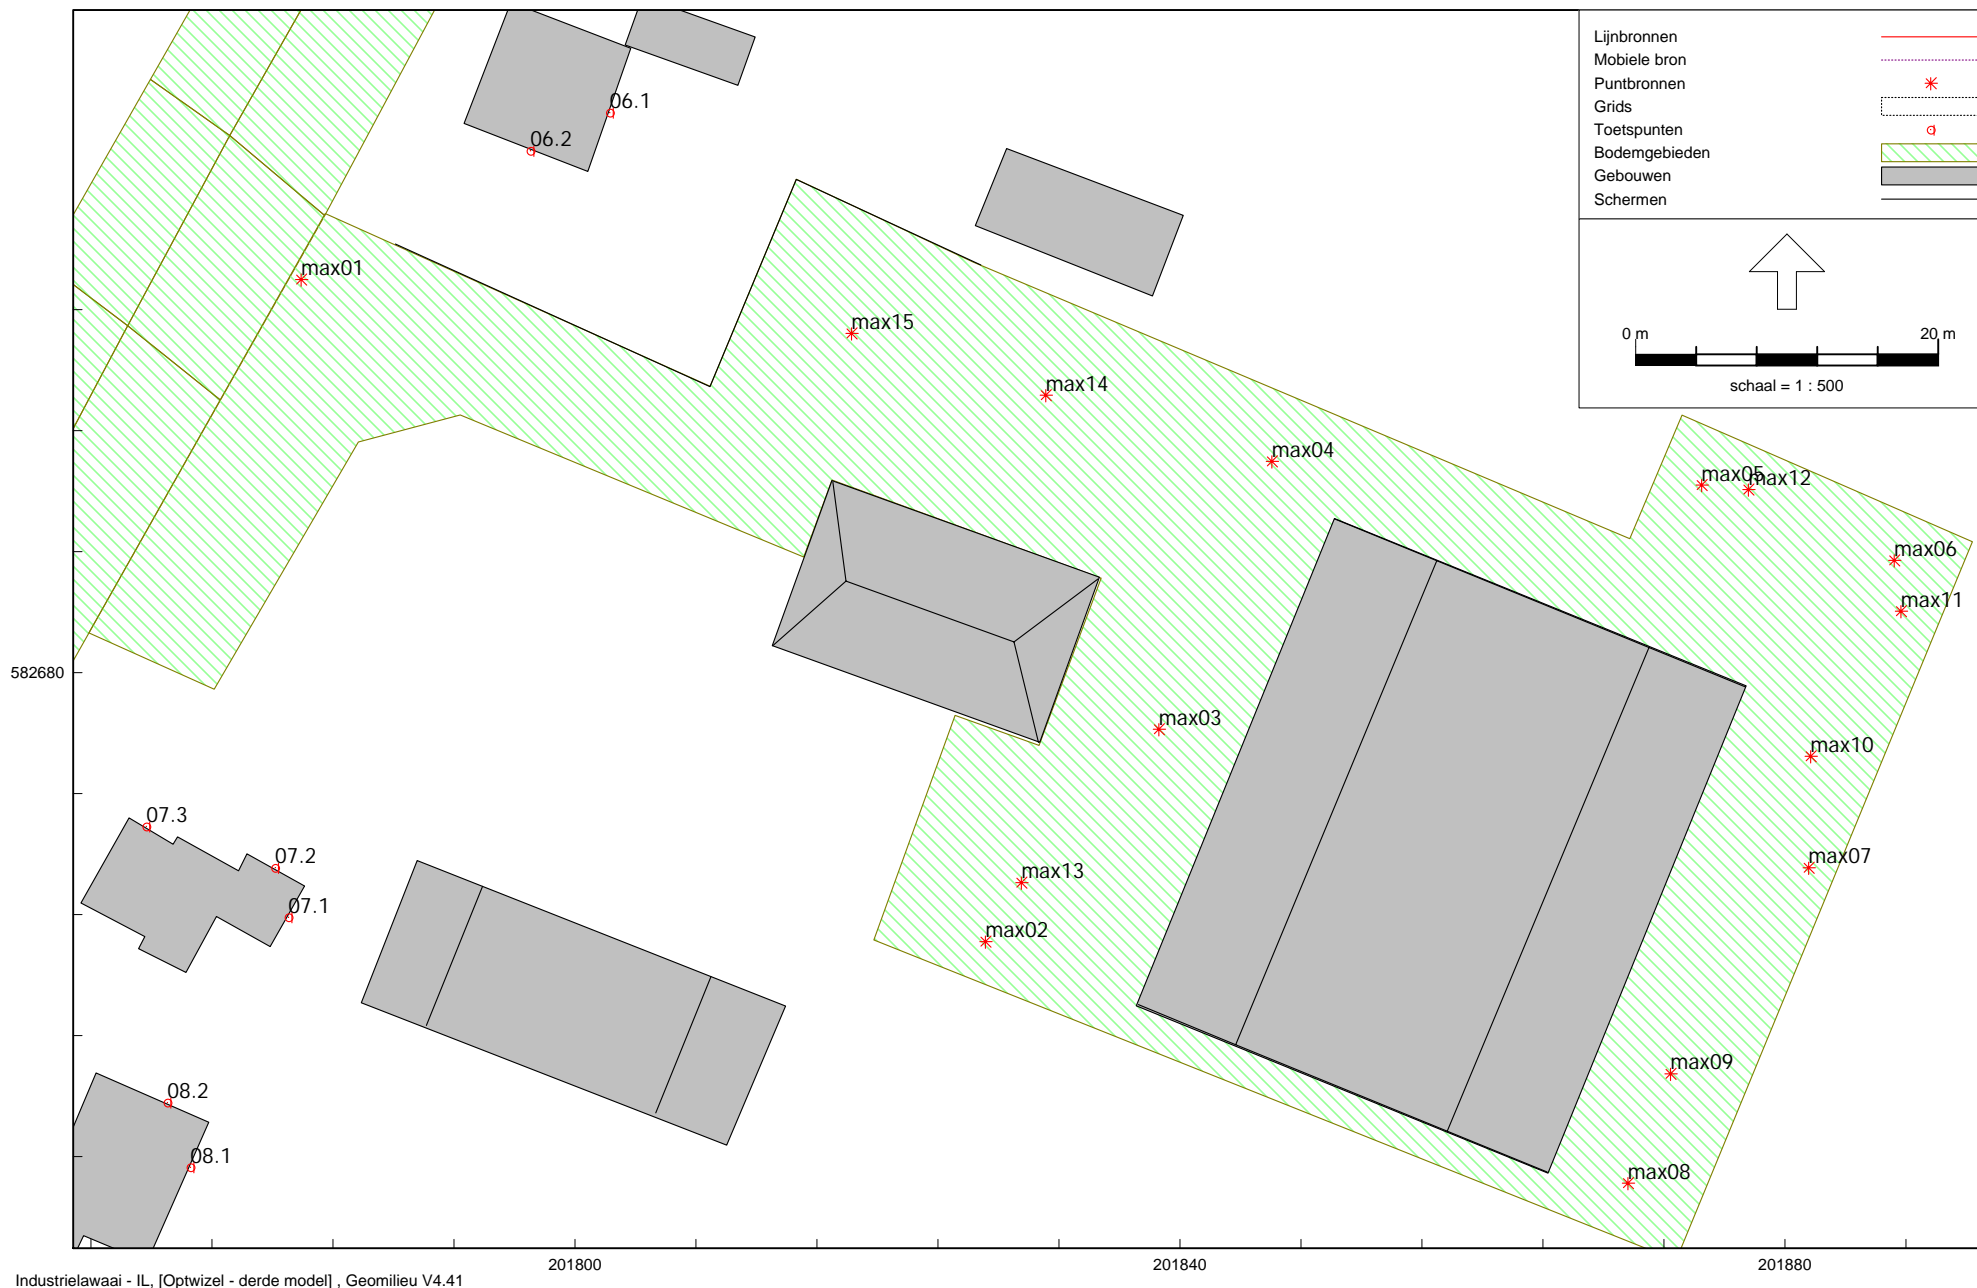 Lijnbronnen
Mobiele bron
Puntbronnen
Grids
Toetspunten
Bodemgebieden
Gebouwen
Schermen
0 m 20 m
schaal = 1 : 500
06.1
06.2
max01
max15
max14
max04
max05
max12
max06
max11
582680
max03
max10
07.3
07.2
max13
max07
07.1
max02
max09
08.2
08.1
max08
201800 201840 201880
Industrielawaai - IL, [Optwizel - derde model] , Geomilieu V4.41